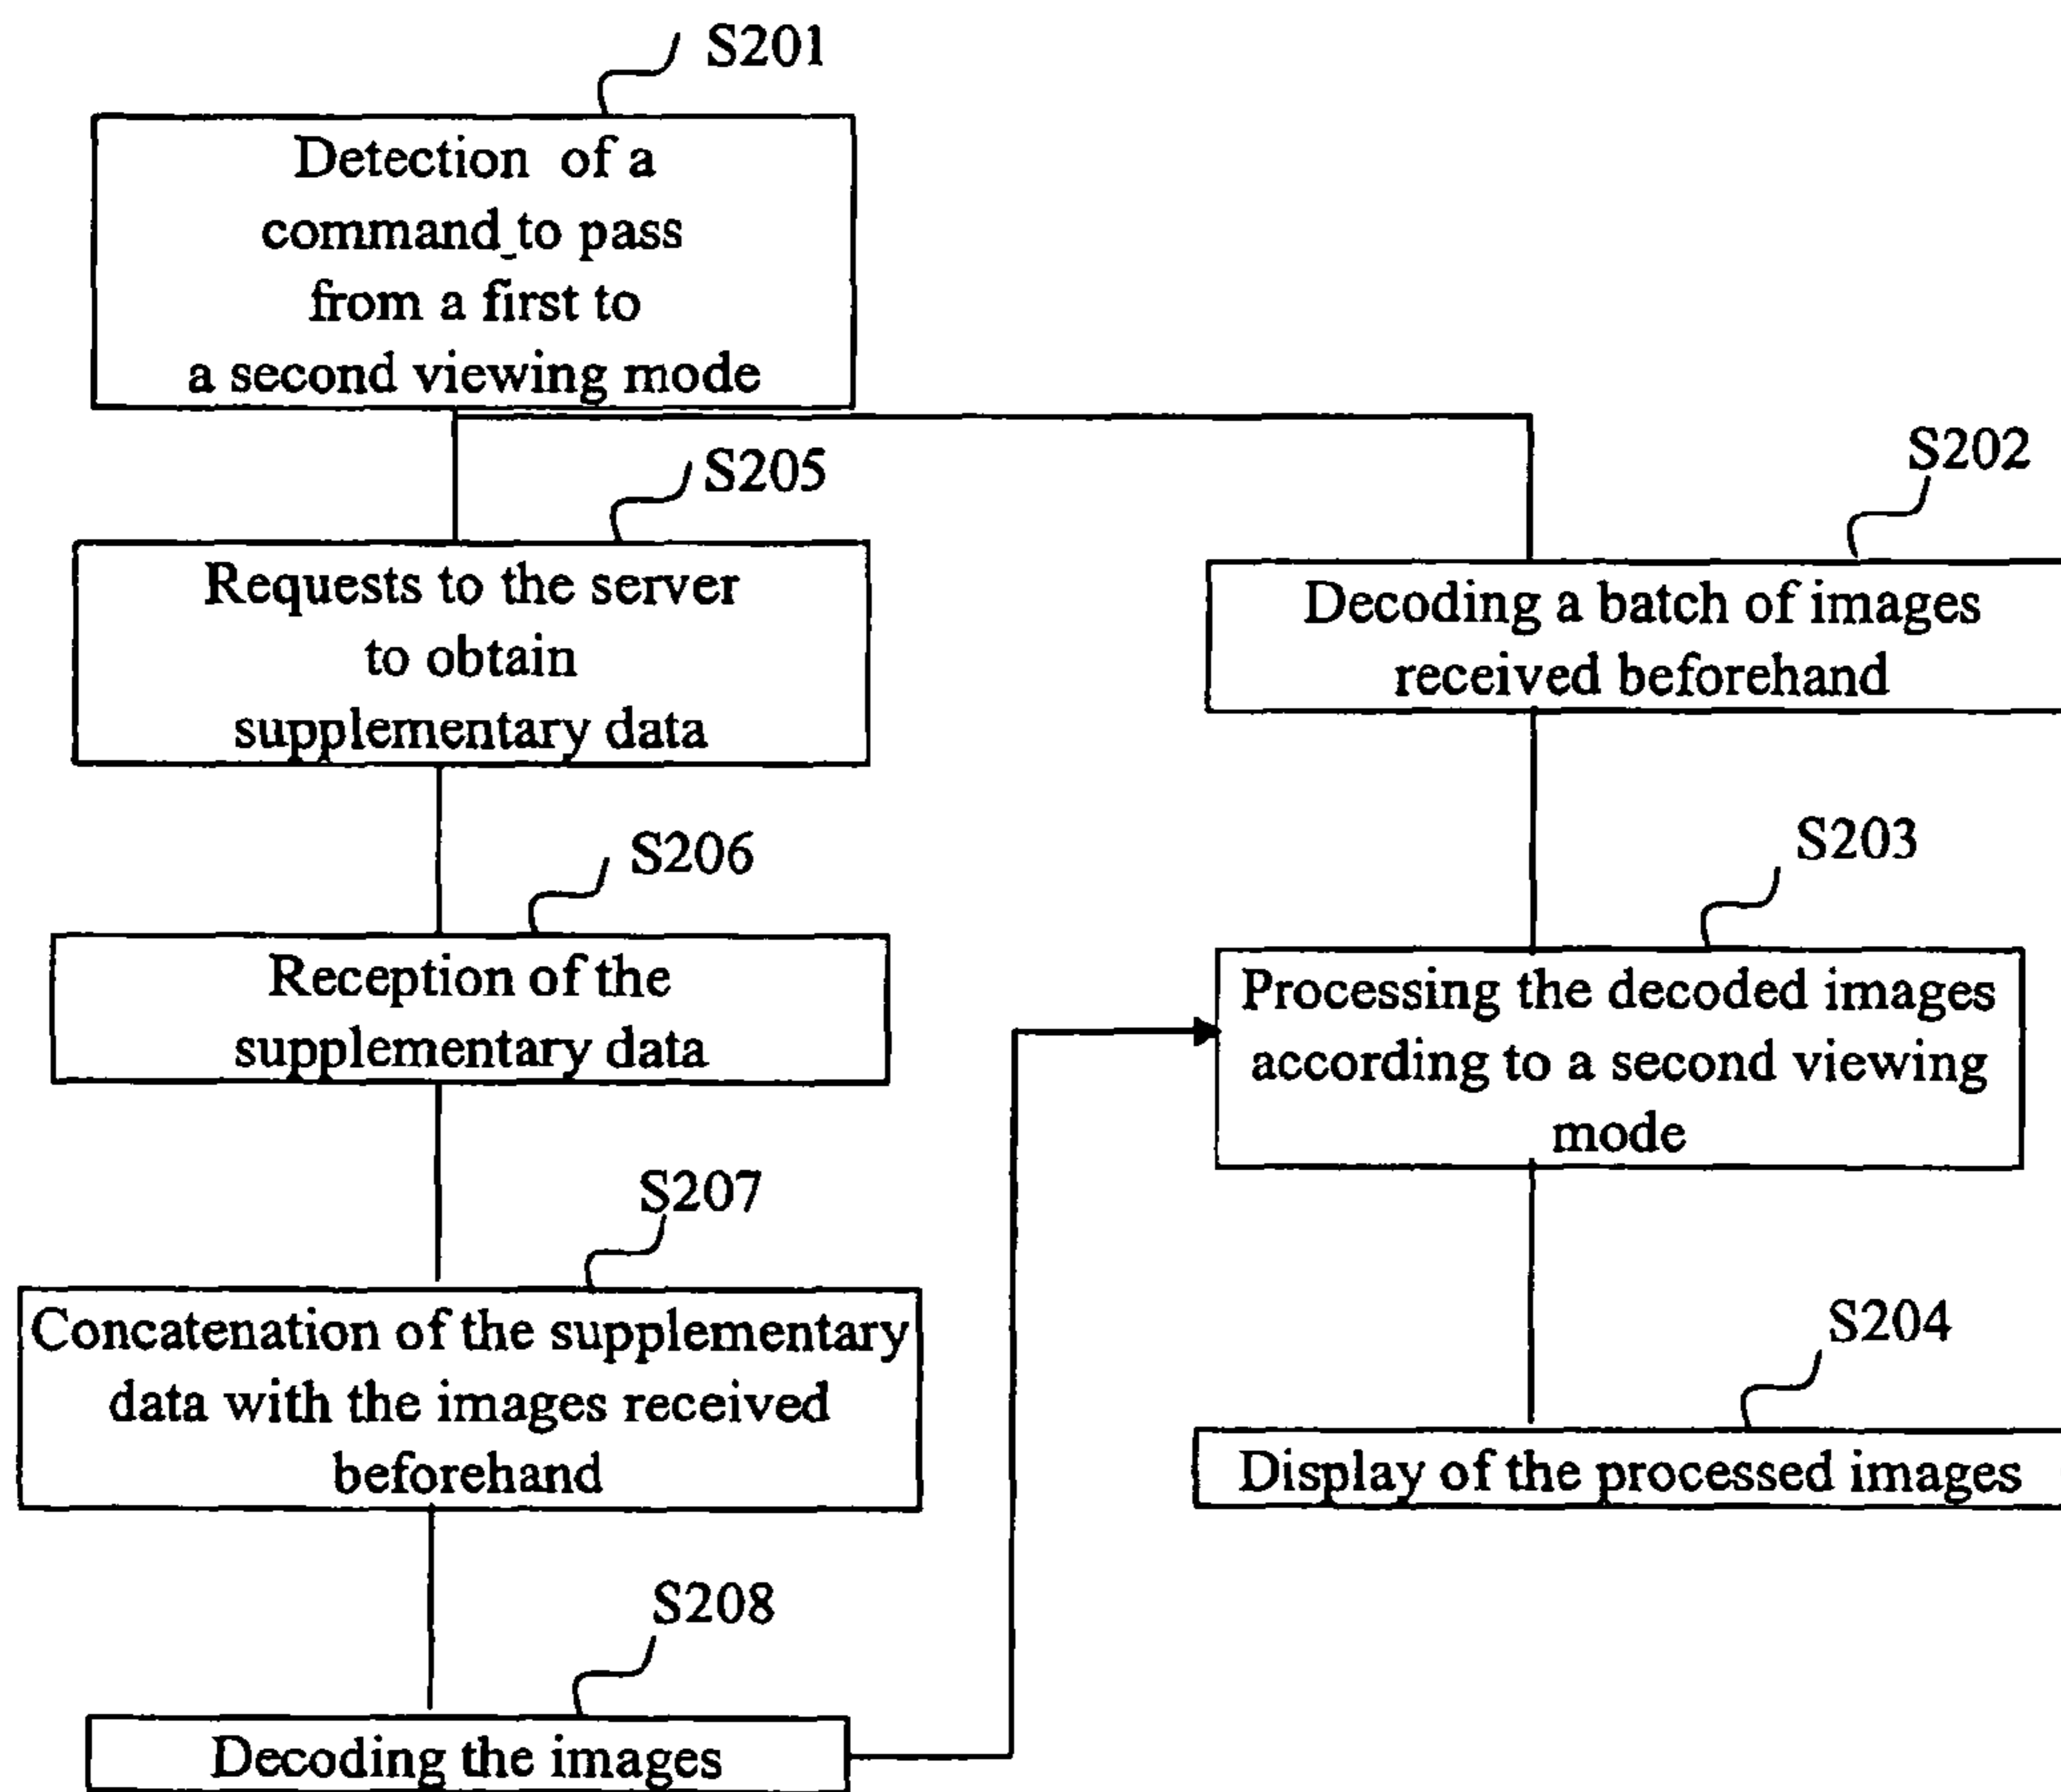 S201
Detection of a
command to pass
from a first to
a second viewing mode
S205
Requests to the server
to obtain
supplementary data
S206
Reception of the
supplementary data
S207
Concatenation of the supplementary
data with the images received
beforehand
S208
Decoding the images
S202
Decoding a batch of images
received beforehand
S203
Processing the decoded images
according to a second viewing
mode
S204
Display of the processed images